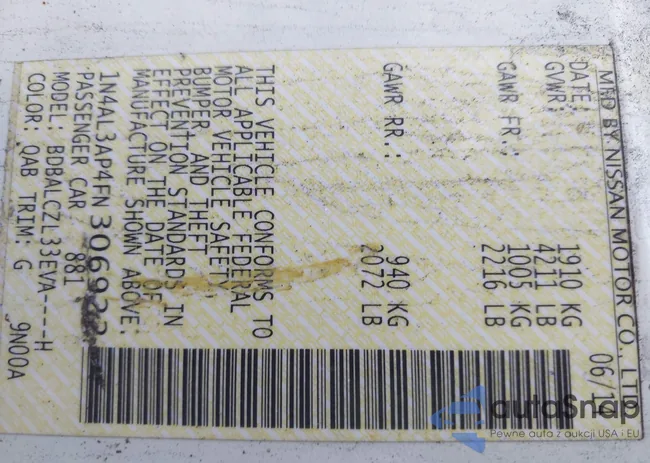 MFD BY NISSAN MOTOR CO., LTD
DATE: 06/1
GVWR: 1910 KG
4211 LB
GAWR FR.: 1005 KG
2216 LB
GAWR RR.: 940 KG
2072 LB
THIS VEHICLE CONFORMS TO
ALL APPLICABLE FEDERAL
MOTOR VEHICLE SAFETY
BUMPER AND THEFT
PREVENTION STANDARDS IN
EFFECT ON THE DATE OF
MANUFACTURE SHOWN ABOVE:
1N4AL3AP4FN30692
PASSENGER CAR 881
MODEL: BDBALCZL33EVA----H
COLOR: QAB TRIM: G 9N00A
autaSnap
Pewne auta z aukcji USA i EU